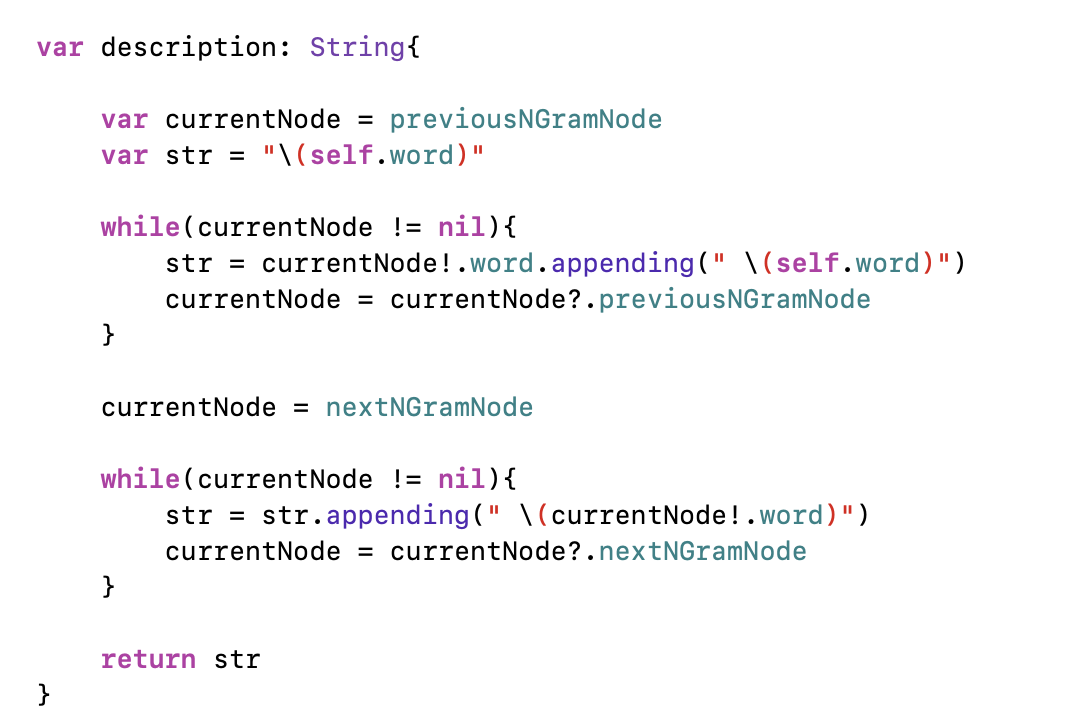 var description: String{
var currentNode = previousNGramNode
var str = "\(self.word)"
while(currentNode != nil){
str = currentNode!.word.appending(" \(self.word)")
currentNode = currentNode?.previousNGramNode
}
currentNode = nextNGramNode
while(currentNode != nil){
str = str.appending(" \(currentNode!.word)")
currentNode = currentNode?.nextNGramNode
}
return str
}